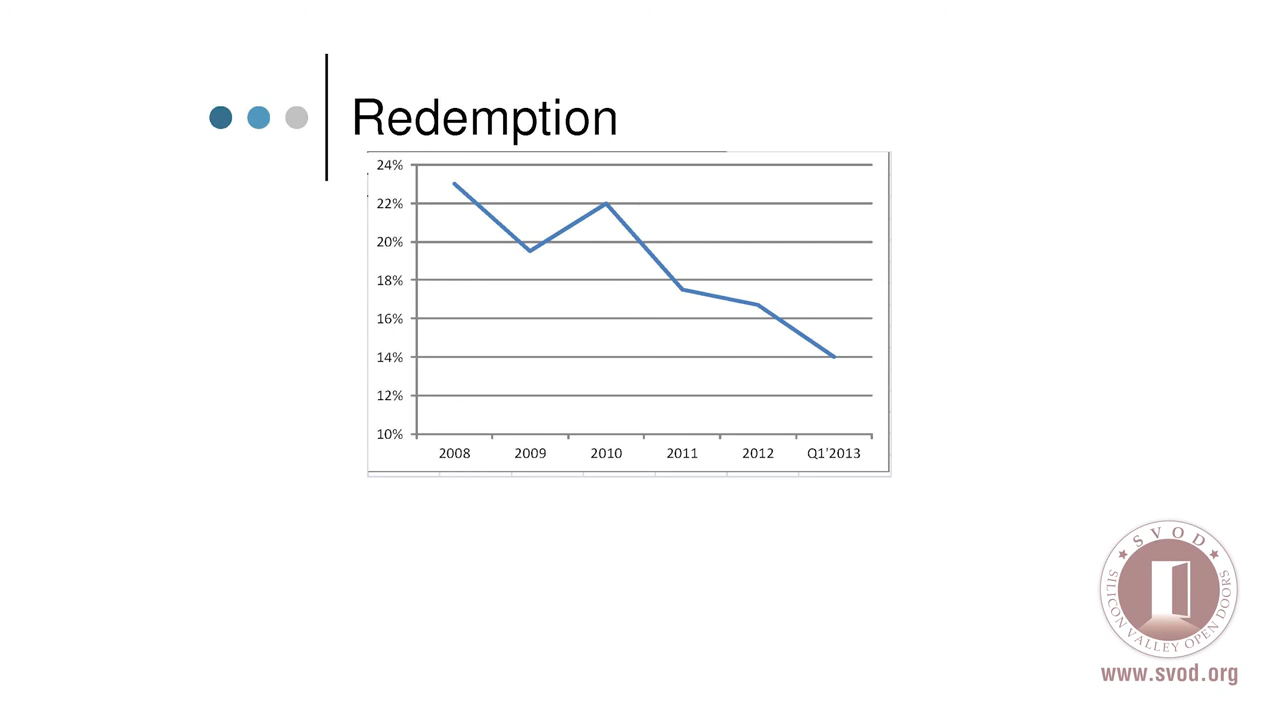 Redemption
24%
22%
20%
18%
16%
14%
12%
10%
2008 2009 2010 2011 2012 Q1'2013
SVOD
SILICON VALLEY OPEN DOORS
www.svod.org